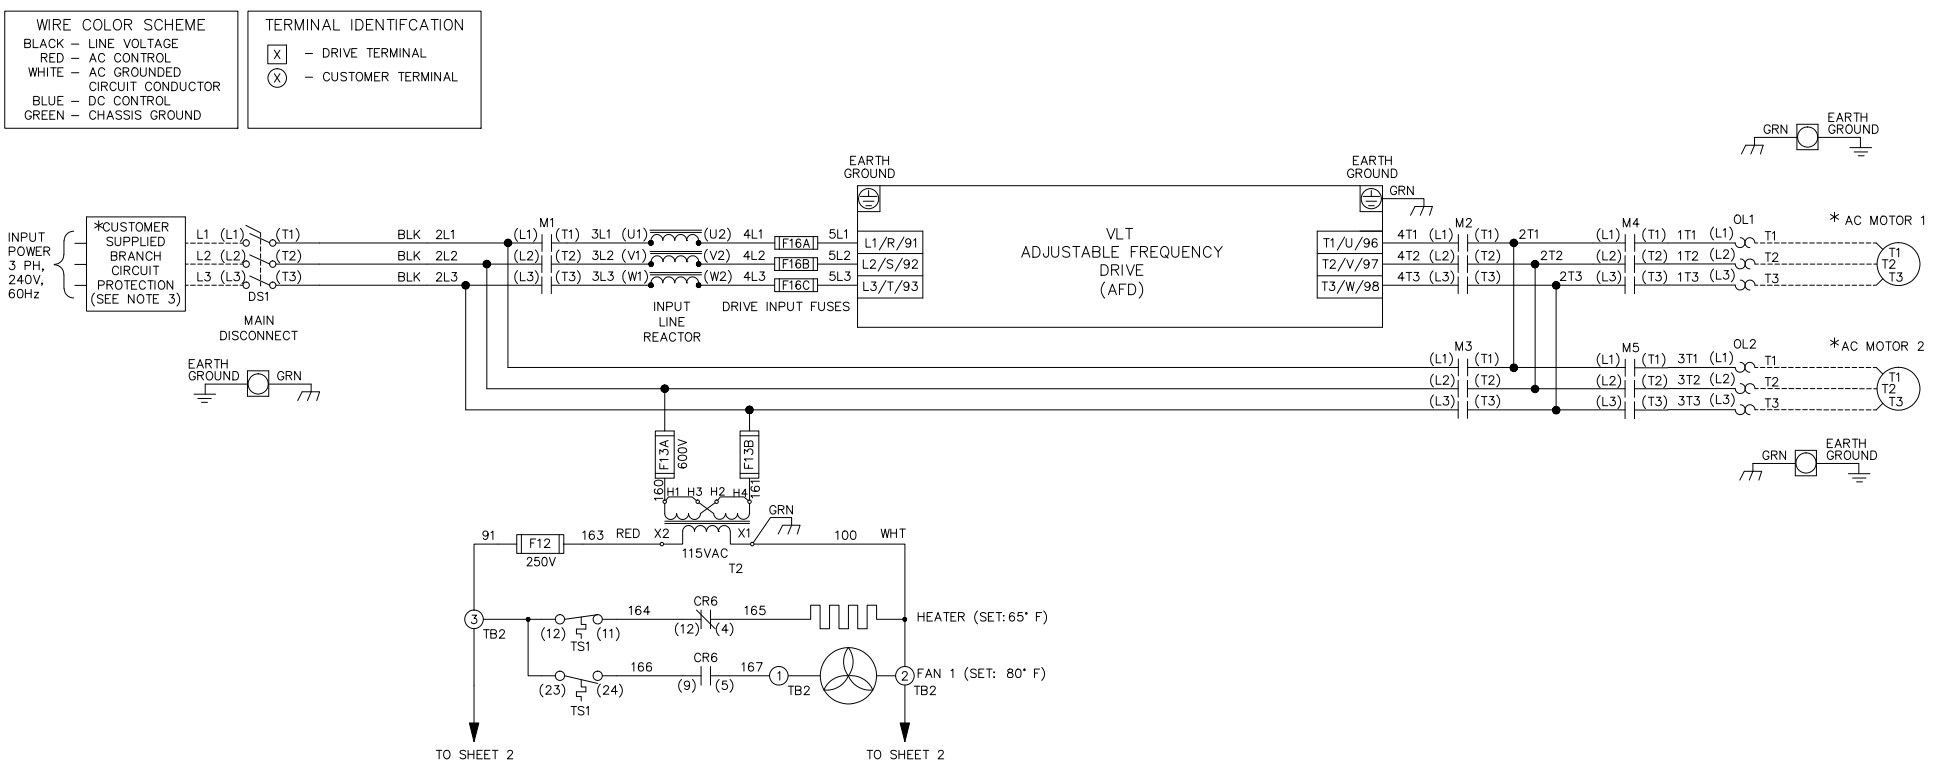 WIRE COLOR SCHEME
BLACK – LINE VOLTAGE
RED – AC CONTROL
WHITE – AC GROUNDED
CIRCUIT CONDUCTOR
BLUE – DC CONTROL
GREEN – CHASSIS GROUND
TERMINAL IDENTIFCATION
X – DRIVE TERMINAL
X – CUSTOMER TERMINAL
INPUT
POWER
3 PH,
240V,
60Hz
*CUSTOMER
SUPPLIED
BRANCH
CIRCUIT
PROTECTION
(SEE NOTE 3)
L1 (L1) (T1) BLK 2L1 (L1) M1 (T1) 3L1 (U1) (U2) 4L1 F16A 5L1 L1/R/91
L2 (L2) (T2) BLK 2L2 (L2) (T2) 3L2 (V1) (V2) 4L2 F16B 5L2 L2/S/92
L3 (L3) (T3) BLK 2L3 (L3) (T3) 3L3 (W1) (W2) 4L3 F16C 5L3 L3/T/93
DS1
MAIN
DISCONNECT
EARTH
GROUND GRN
INPUT
LINE
REACTOR
DRIVE INPUT FUSES
EARTH
GROUND
VLT
ADJUSTABLE FREQUENCY
DRIVE
(AFD)
EARTH
GROUND
GRN
T1/U/96 4T1 (L1) M2 (T1) 2T1 (L1) M4 (T1) 1T1 (L1) OL1 T1
T2/V/97 4T2 (L2) (T2) 2T2 (L2) (T2) 1T2 (L2) T2
T3/W/98 4T3 (L3) (T3) 2T3 (L3) (T3) 1T3 (L3) T3
* AC MOTOR 1
T1
T2
T3
GRN EARTH
GROUND
M3 M5 OL2
(L1) (T1) (L1) (T1) 3T1 (L1) T1
(L2) (T2) (L2) (T2) 3T2 (L2) T2
(L3) (T3) (L3) (T3) 3T3 (L3) T3
*AC MOTOR 2
T1
T2
T3
GRN EARTH
GROUND
F13A
600V
F13B
160
161
H1 H3 H2 H4
GRN
91 F12 163 RED X2 X1 100 WHT
250V
115VAC
T2
3
TB2
(12) (11)
TS1
164 CR6 165
(12) (4)
HEATER (SET:65° F)
(23) (24)
TS1
166 CR6 167
(9) (5)
1
TB2
2
TB2
FAN 1 (SET: 80° F)
TO SHEET 2
TO SHEET 2